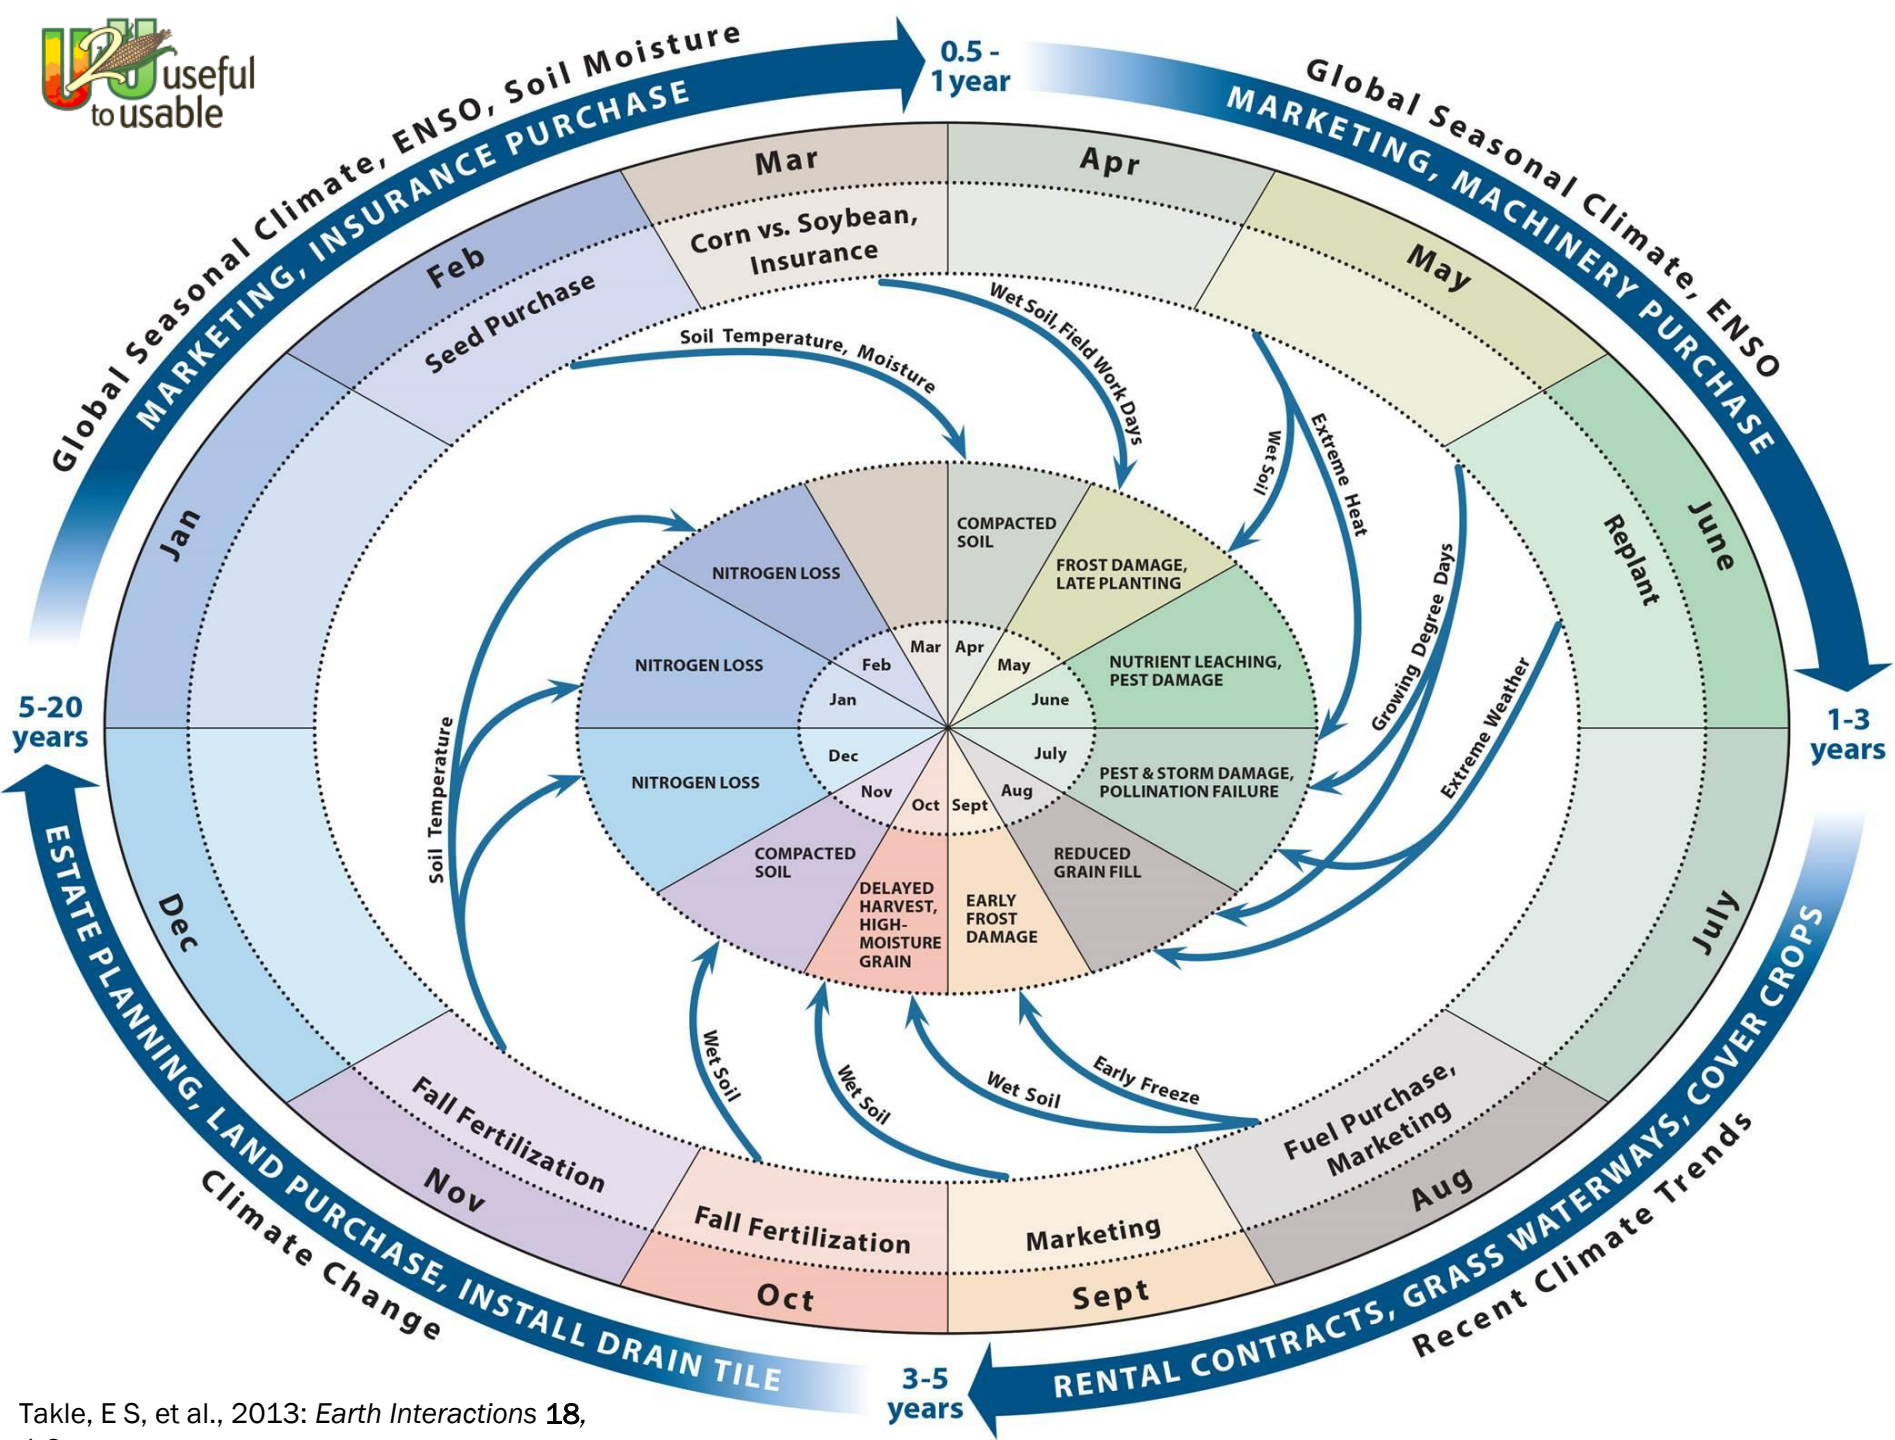 U2U useful
to usable
Global Seasonal Climate, ENSO, Soil Moisture
MARKETING, INSURANCE PURCHASE
0.5 -
1 year
Global Seasonal Climate, ENSO
MARKETING, MACHINERY PURCHASE
1-3
years
RENTAL CONTRACTS, GRASS WATERWAYS, COVER CROPS
Recent Climate Trends
3-5
years
ESTATE PLANNING, LAND PURCHASE, INSTALL DRAIN TILE
Climate Change
5-20
years
Jan
Feb
Seed Purchase
Mar
Corn vs. Soybean,
Insurance
Apr
May
June
Replant
July
Aug
Fuel Purchase,
Marketing
Sept
Marketing
Oct
Fall Fertilization
Nov
Fall Fertilization
Dec
Soil Temperature, Moisture
Wet Soil, Field Work Days
Wet Soil
Extreme Heat
Growing Degree Days
Extreme Weather
Early Freeze
Wet Soil
Wet Soil
Wet Soil
Soil Temperature
NITROGEN LOSS
NITROGEN LOSS
NITROGEN LOSS
COMPACTED
SOIL
FROST DAMAGE,
LATE PLANTING
NUTRIENT LEACHING,
PEST DAMAGE
PEST & STORM DAMAGE,
POLLINATION FAILURE
REDUCED
GRAIN FILL
EARLY
FROST
DAMAGE
DELAYED
HARVEST,
HIGH-
MOISTURE
GRAIN
COMPACTED
SOIL
Jan
Feb
Mar
Apr
May
June
July
Aug
Sept
Oct
Nov
Dec
Takle, E S, et al., 2013: Earth Interactions 18,